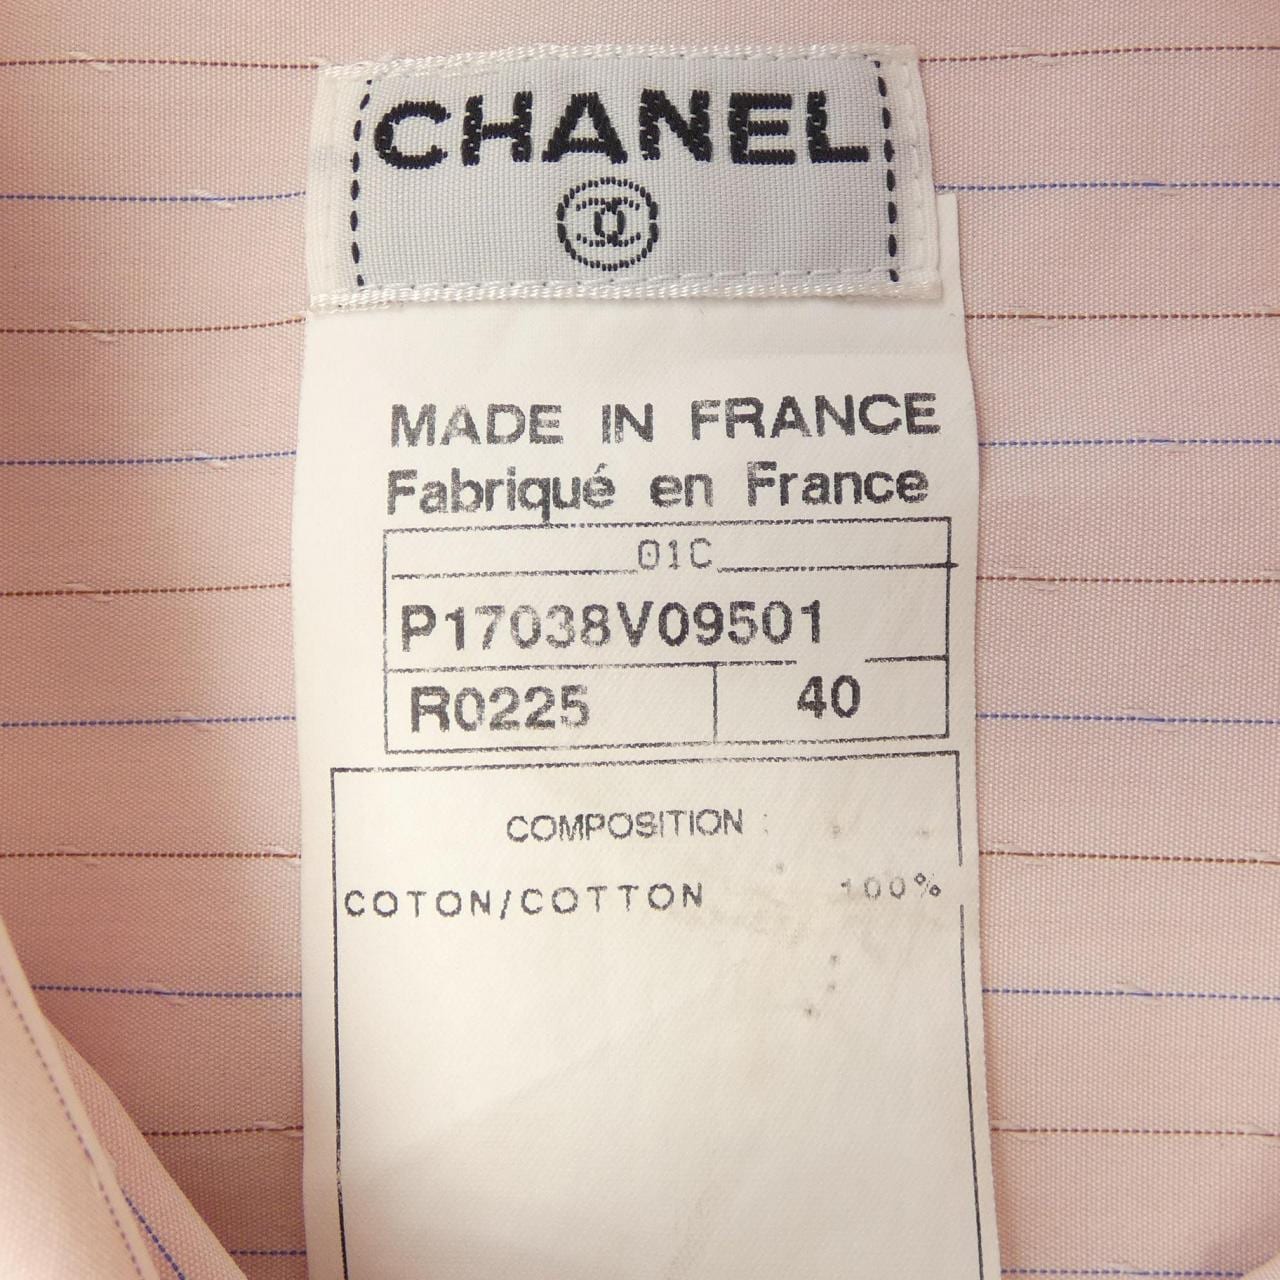 CHANEL
MADE IN FRANCE
Fabriqué en France
01C
P17038V09501
R0225 40
COMPOSITION :
COTON/COTTON 100%